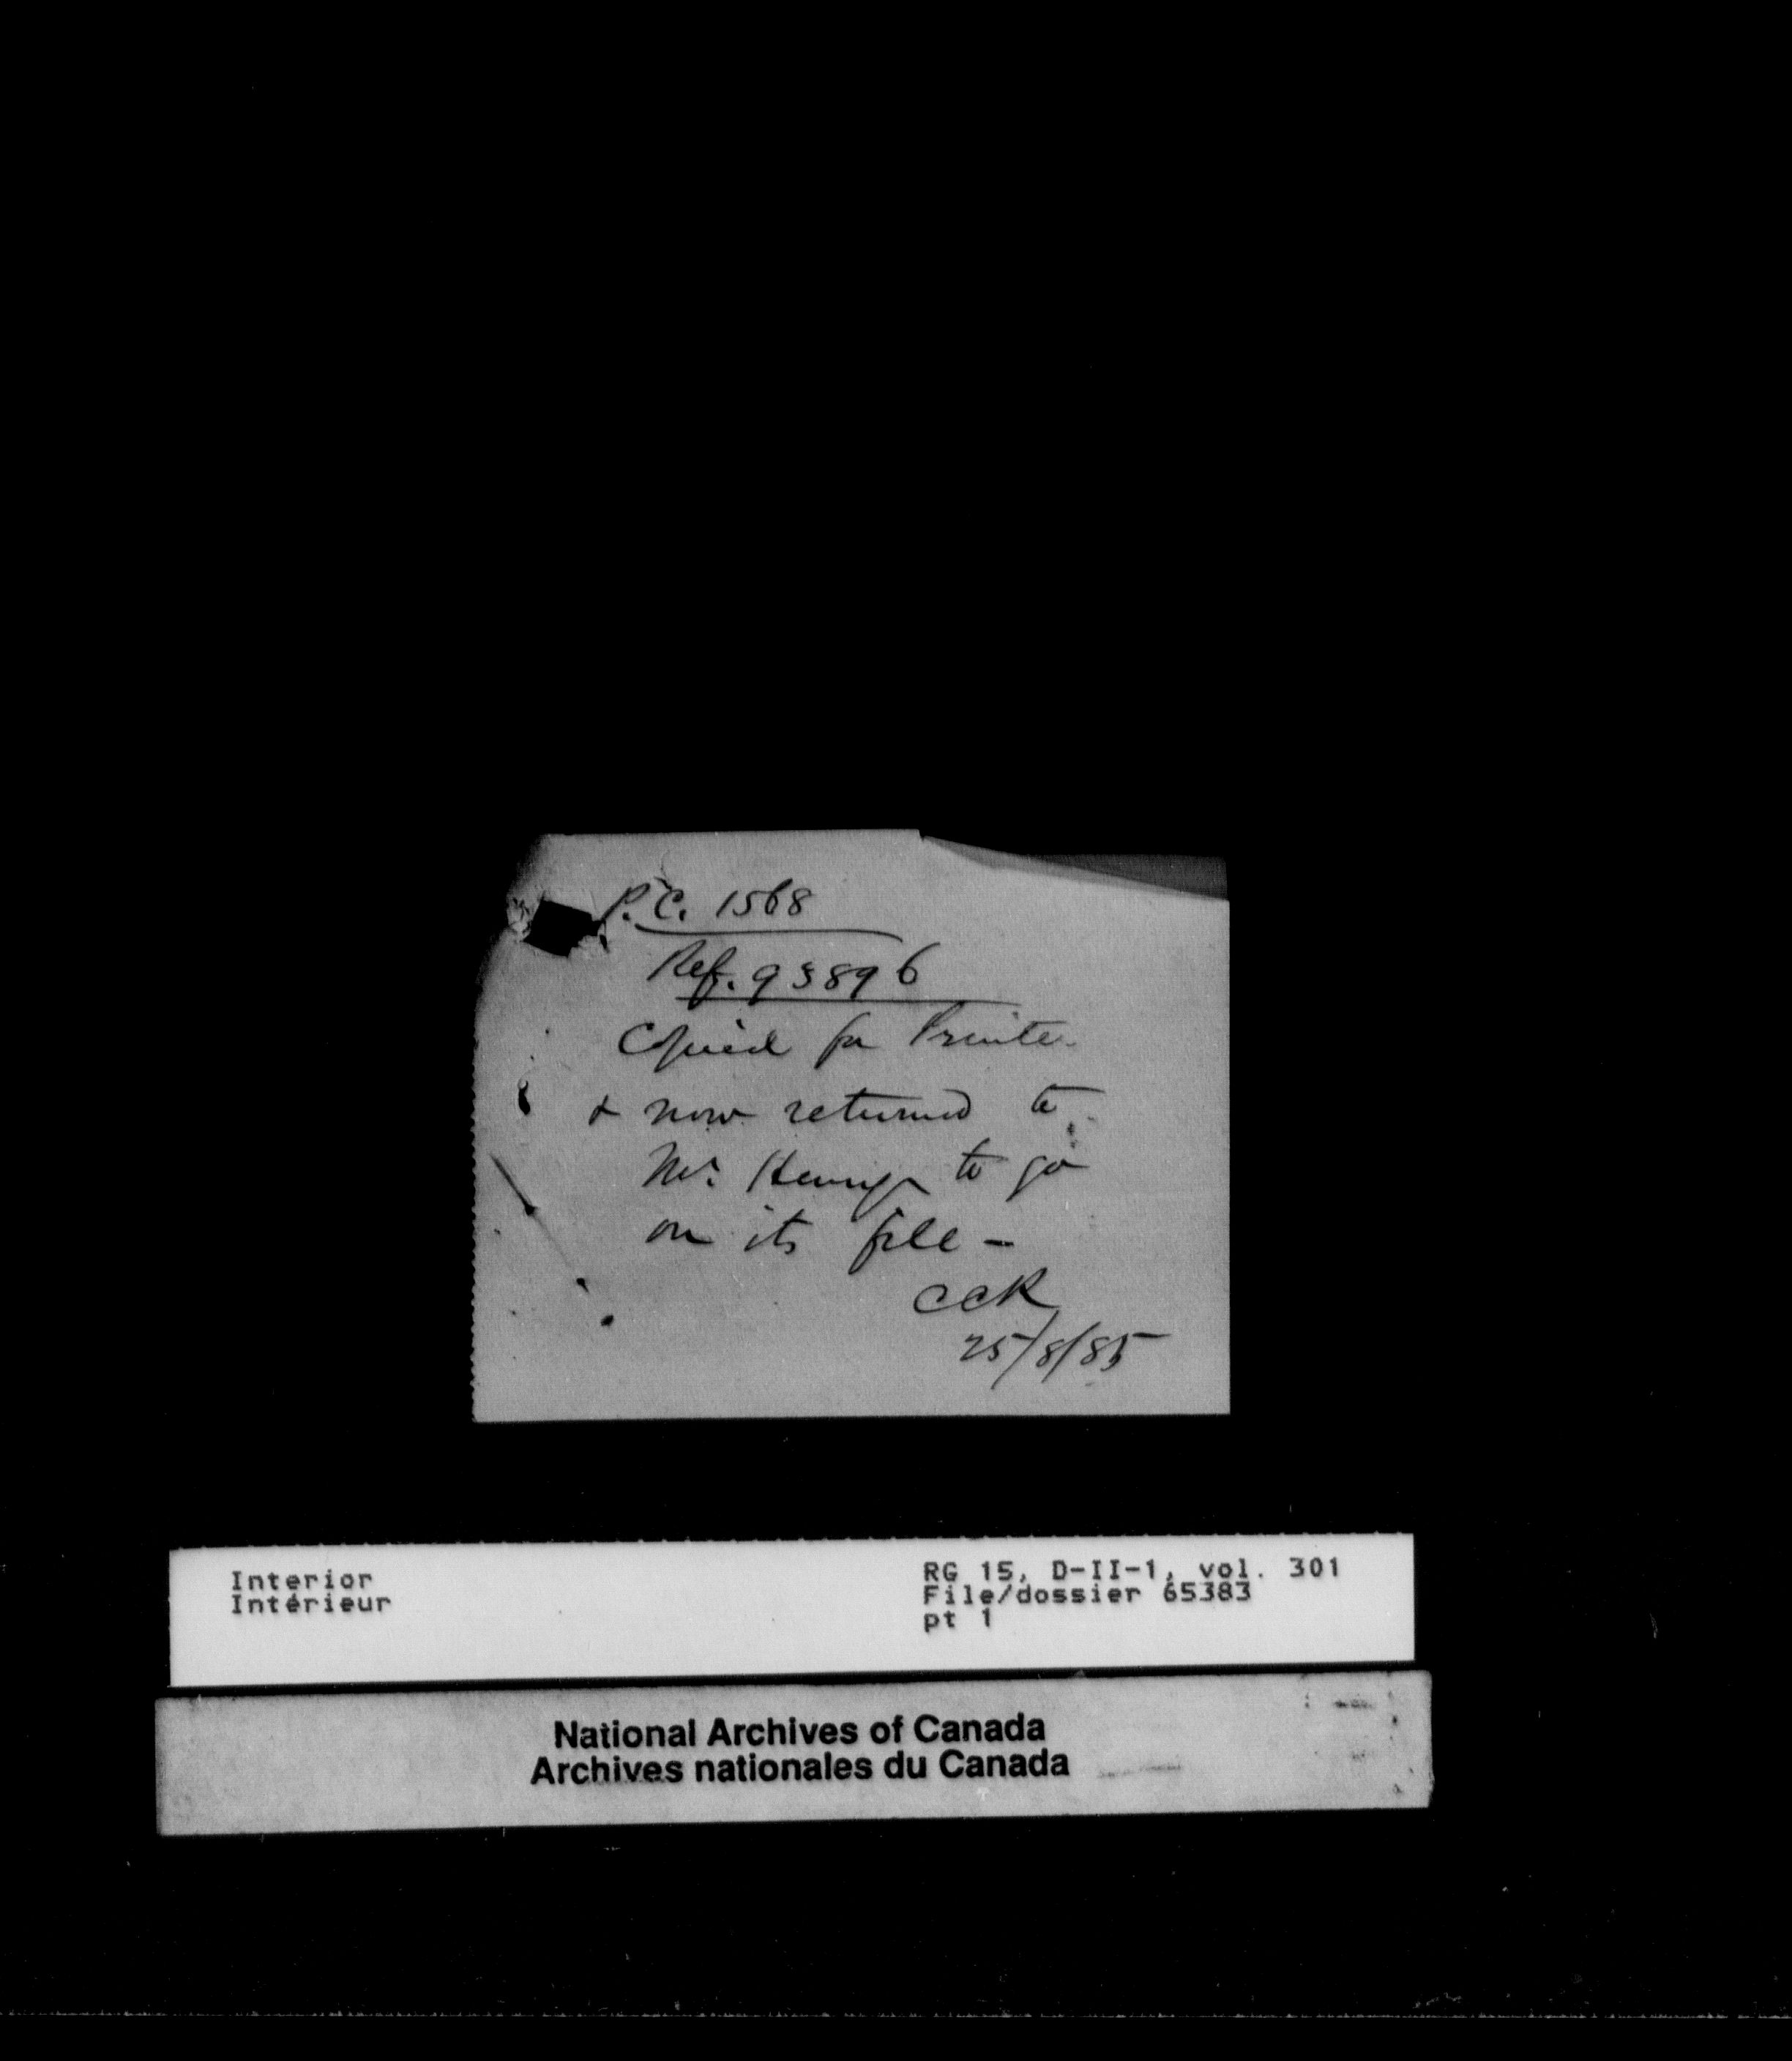 P.C. 1568
Ref. 93896
Copied for Printer
& now returned to
Mr. Henry to go
on its file -
CCR
25/8/85
Interior
Intérieur
RG 15, D-II-1, vol. 301
File/dossier 65383
pt 1
National Archives of Canada
Archives nationales du Canada